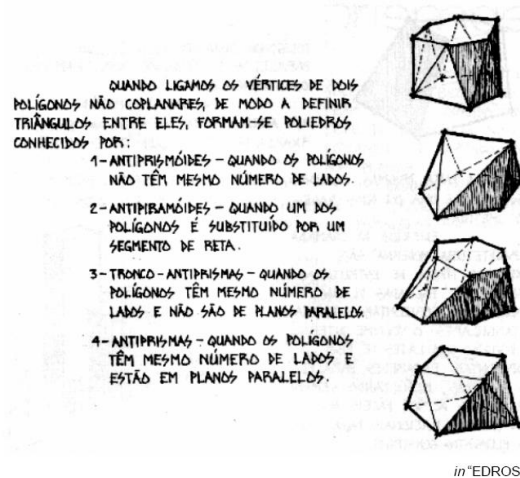 QUANDO LIGAMOS OS VÉRTICES DE DOIS
POLÍGONOS NÃO COPLANARES, DE MODO A DEFINIR
TRIÂNGULOS ENTRE ELES, FORMAM-SE POLIEDROS
CONHECIDOS POR:
1-ANTIPRISMÓIDES - QUANDO OS POLÍGONOS
NÃO TÊM MESMO NÚMERO DE LADOS.
2-ANTIPIRAMÓIDES - QUANDO UM DOS
POLÍGONOS É SUBSTITUÍDO POR UM
SEGMENTO DE RETA.
3-TRONCO-ANTIPRISMAS - QUANDO OS
POLÍGONOS TÊM MESMO NÚMERO DE
LADOS E NÃO SÃO DE PLANOS PARALELOS.
4-ANTIPRISMAS - QUANDO OS POLÍGONOS
TÊM MESMO NÚMERO DE LADOS E
ESTÃO EM PLANOS PARALELOS.
in "EDROS